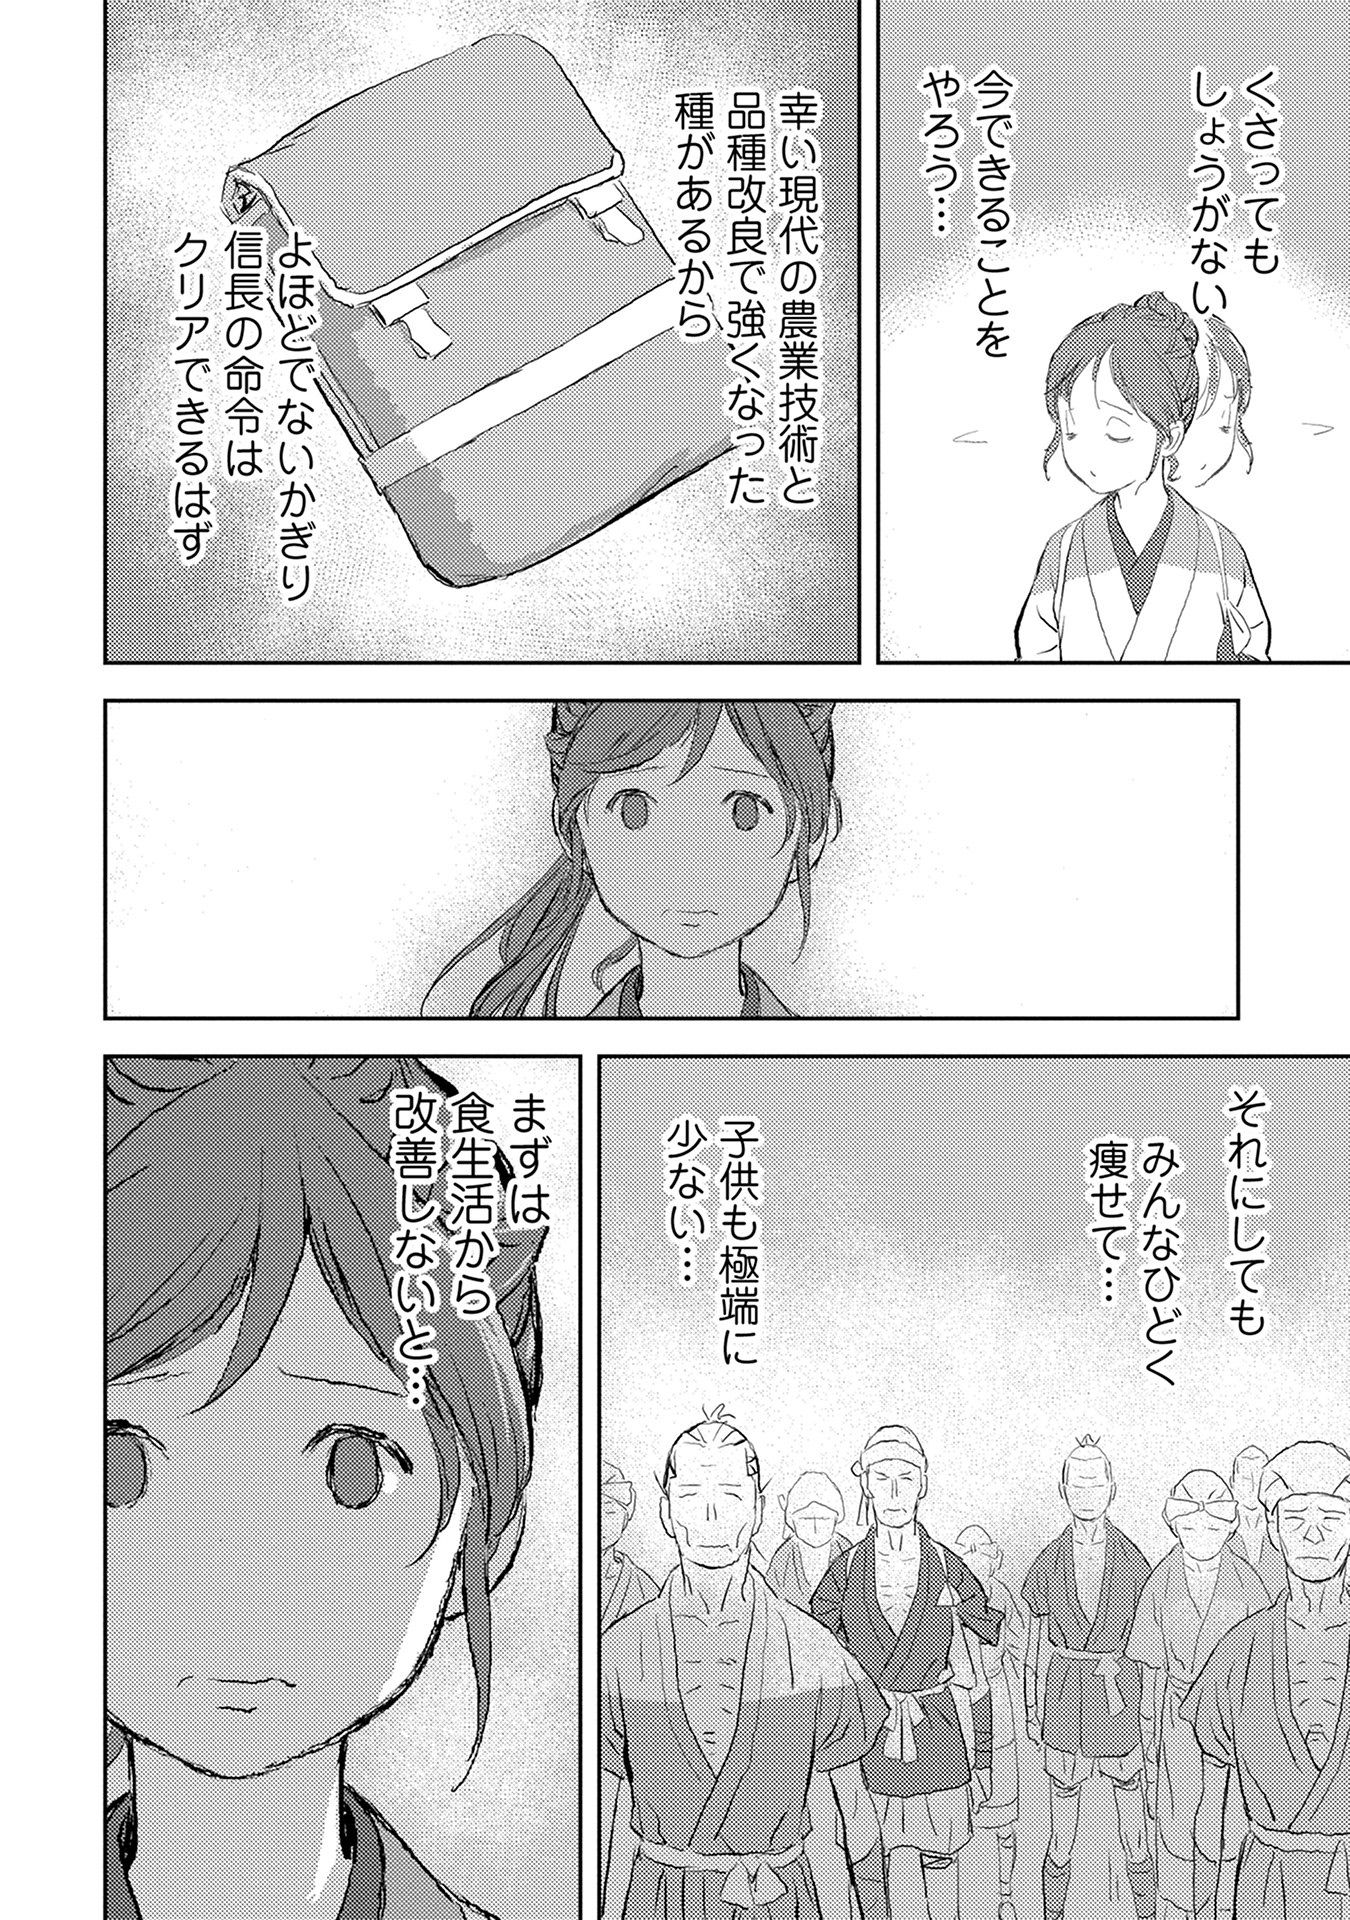 くさっても
しょうがない
今できることを
やろう…
幸い現代の農業技術と
品種改良で強くなった
種があるから
よほどでないかぎり
信長の命令は
クリアできるはず
それにしても
みんなひどく
痩せて…
子供も極端に
少ない…
まずは
食生活から
改善しないと…